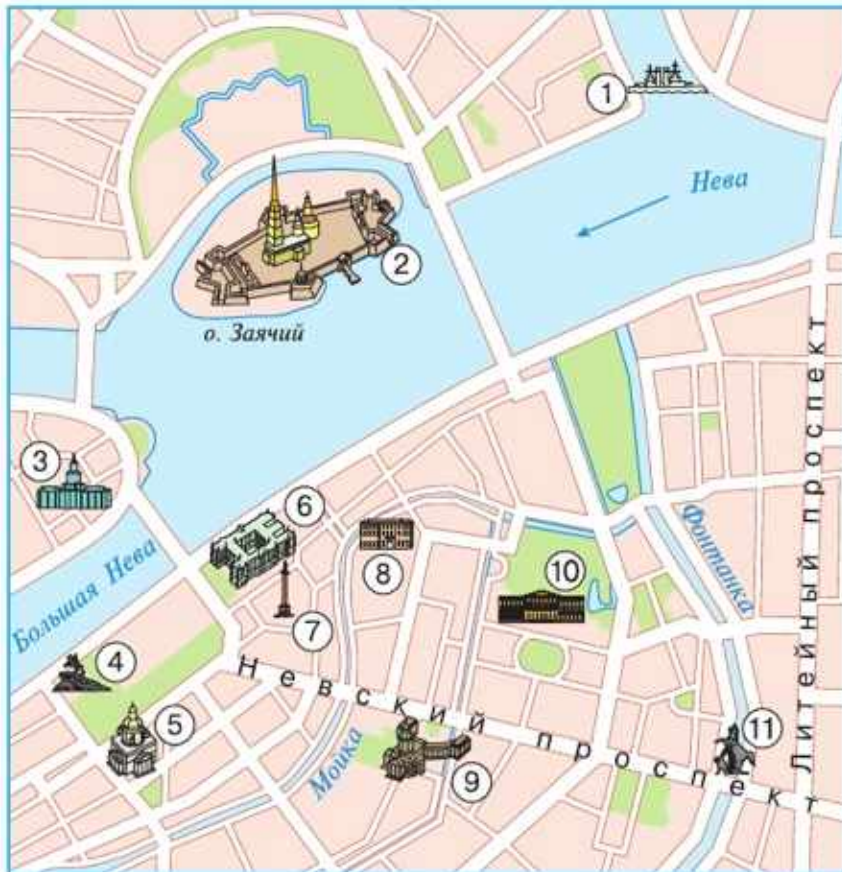 1
Нева
2
о. Заячий
Литейный проспект
3
6
Фонтанка
8
10
Большая Нева
7
4
Невский проспект
5
11
Мойка
9